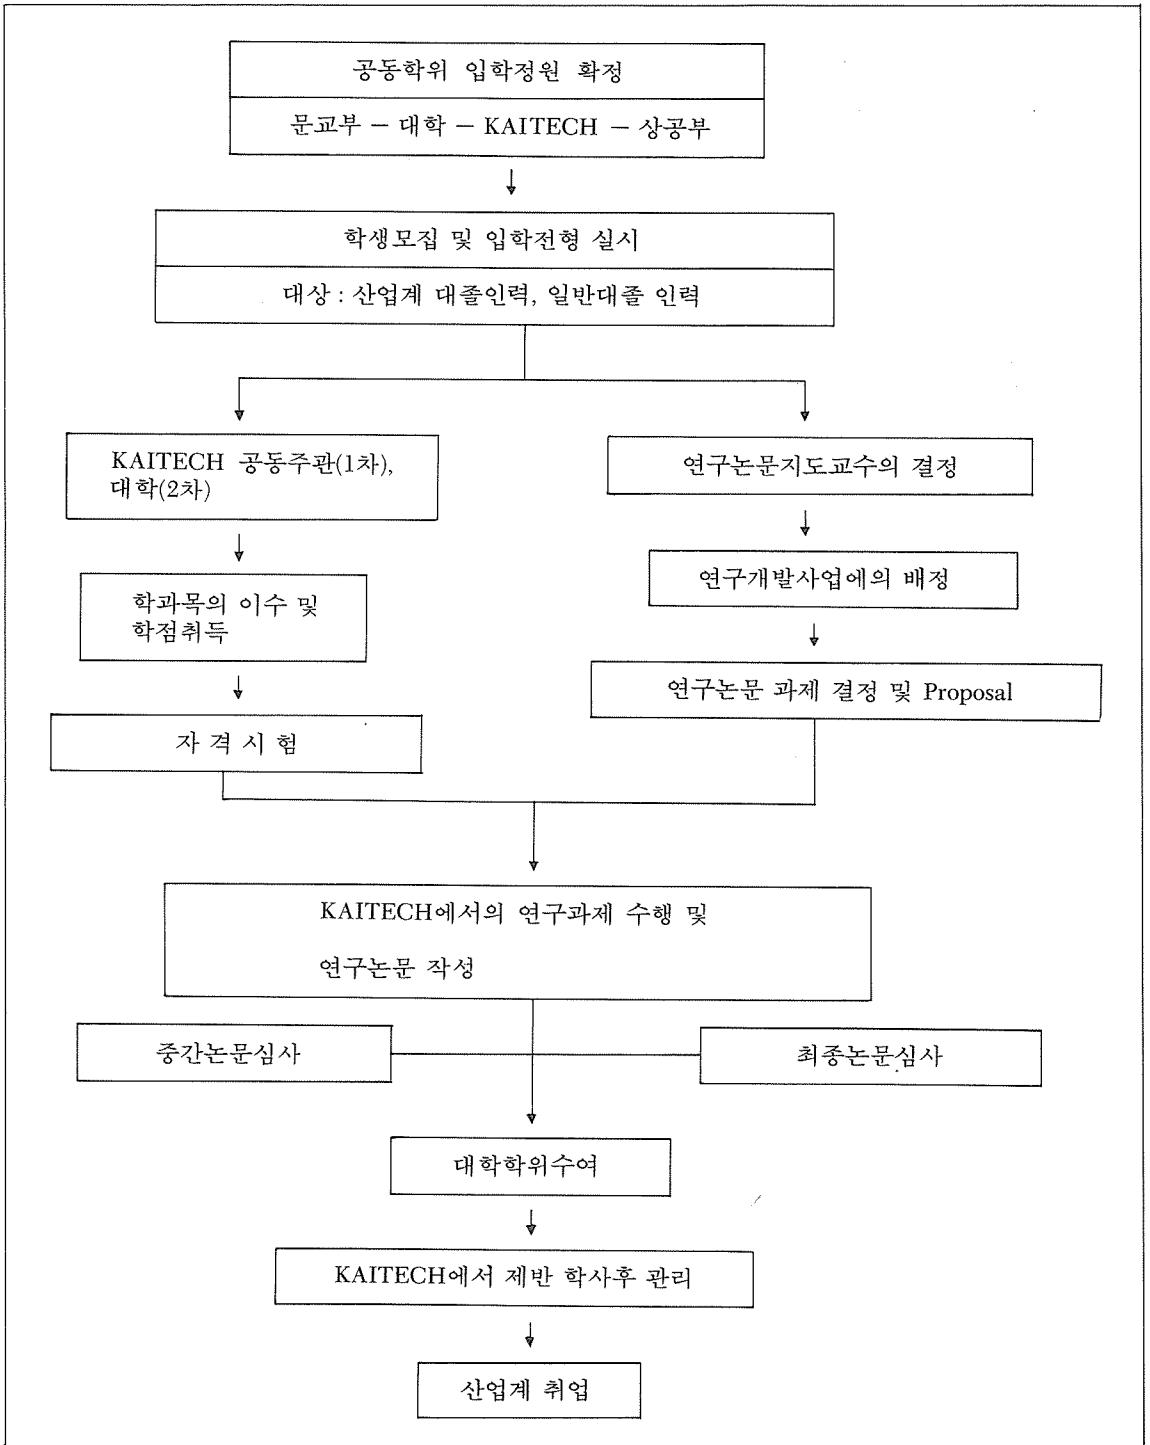 공동학위 입학정원 확정
문교부 – 대학 – KAITECH – 상공부
학생모집 및 입학전형 실시
대상 : 산업계 대졸인력, 일반대졸 인력
KAITECH 공동주관(1차),
대학(2차)
학과목의 이수 및
학점취득
자 격 시 험
연구논문지도교수의 결정
연구개발사업에의 배정
연구논문 과제 결정 및 Proposal
KAITECH에서의 연구과제 수행 및
연구논문 작성
중간논문심사
최종논문심사
대학학위수여
KAITECH에서 제반 학사후 관리
산업계 취업